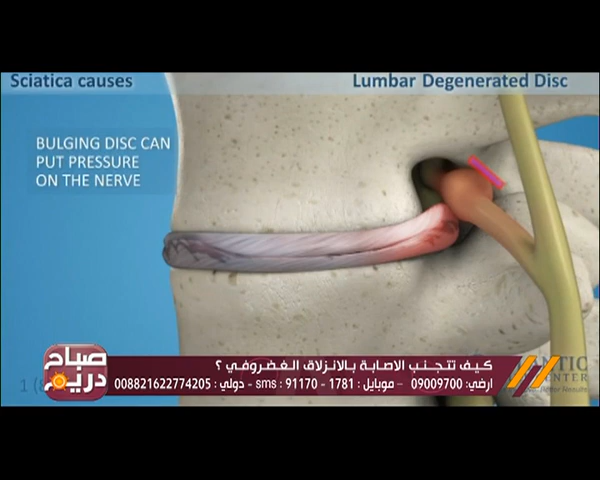 Sciatica causes
Lumbar Degenerated Disc
BULGING DISC CAN
PUT PRESSURE
ON THE NERVE
صباح
دريم
كيف تتجنب الاصابة بالانزلاق الغضروفي ؟
ارضي: 09009700 - موبايل : 1781 - sms : 91170 - دولي : 008821622774205